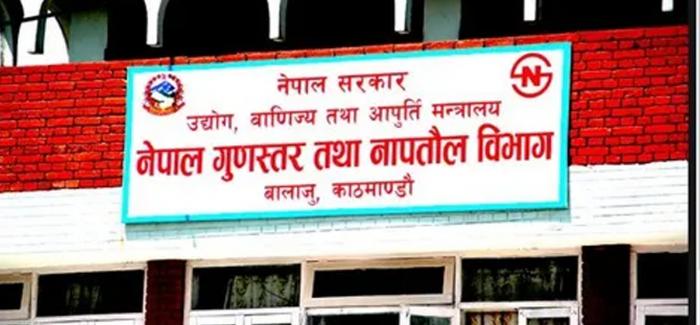 नेपाल सरकार
उद्योग, वाणिज्य तथा आपुर्ति मन्त्रालय
नेपाल गुणस्तर तथा नापतौल विभाग
बालाजु, काठमाण्डौ